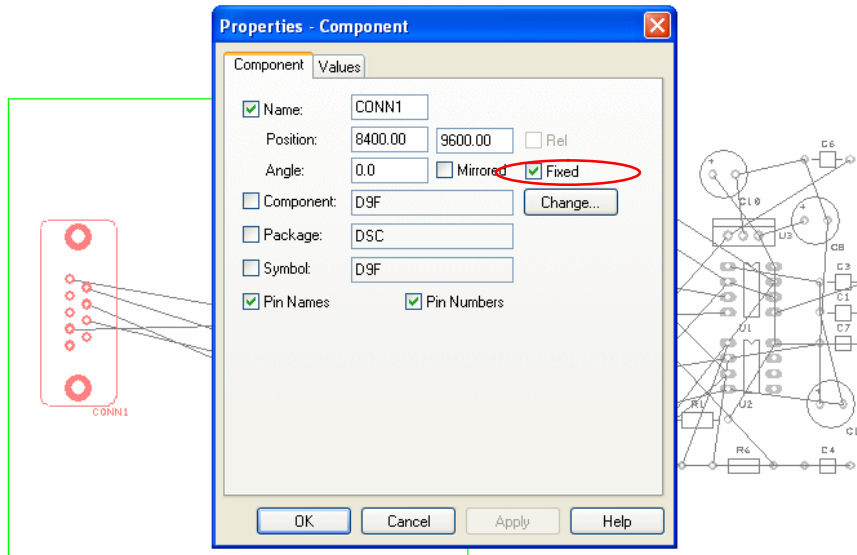 Properties - Component
Component Values
Name: CONN1
Position: 8400.00 9600.00 Rel
Angle: 0.0 Mirrored Fixed
Component: D9F Change...
Package: DSC
Symbol: D9F
Pin Names Pin Numbers
OK Cancel Apply Help
CONN1
C6
C10
U3
C8
C3
C1
U1
C7
U2
R1
R6
C4